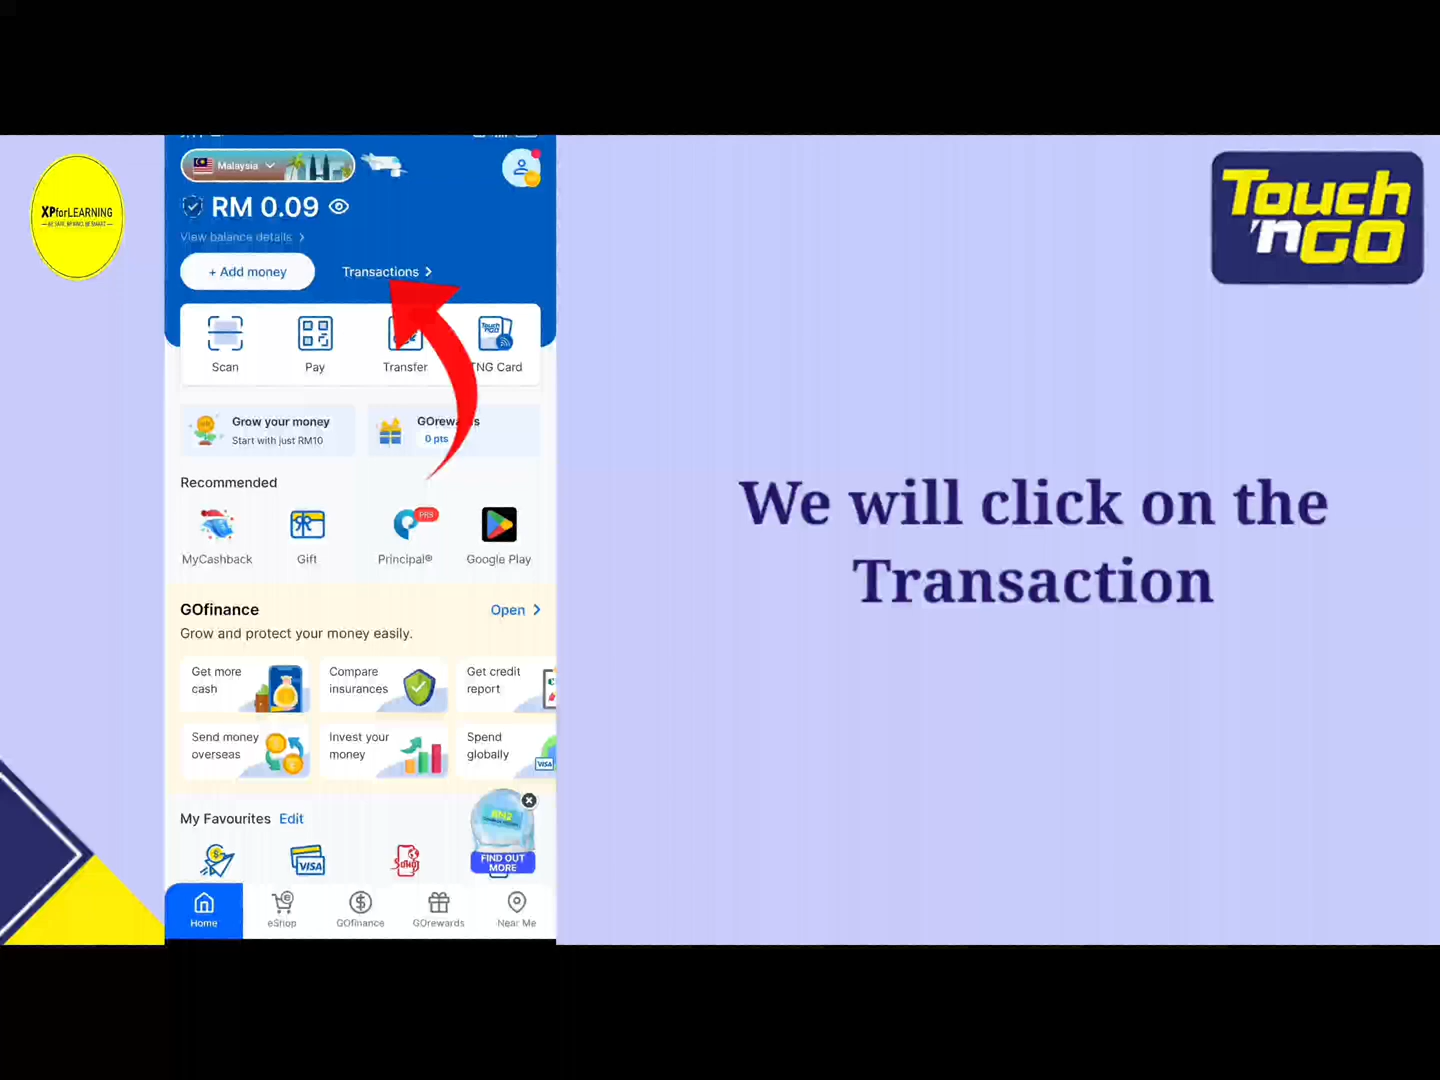 Malaysia
XPforLEARNING
RM 0.09
View balance details
+ Add money
Transactions
Touch
'nGO
Scan
Pay
Transfer
TNG Card
Grow your money
Start with just RM10
GOrewards
0 pts
Recommended
PRS
MyCashback
Gift
Principal®
Google Play
We will click on the
Transaction
GOfinance
Open
Grow and protect your money easily.
Get more
cash
Compare
insurances
Get credit
report
Send money
overseas
Invest your
money
Spend
globally
VISA
My Favourites
Edit
VISA
FIND OUT
MORE
Home
eShop
GOfinance
GOrewards
Near Me